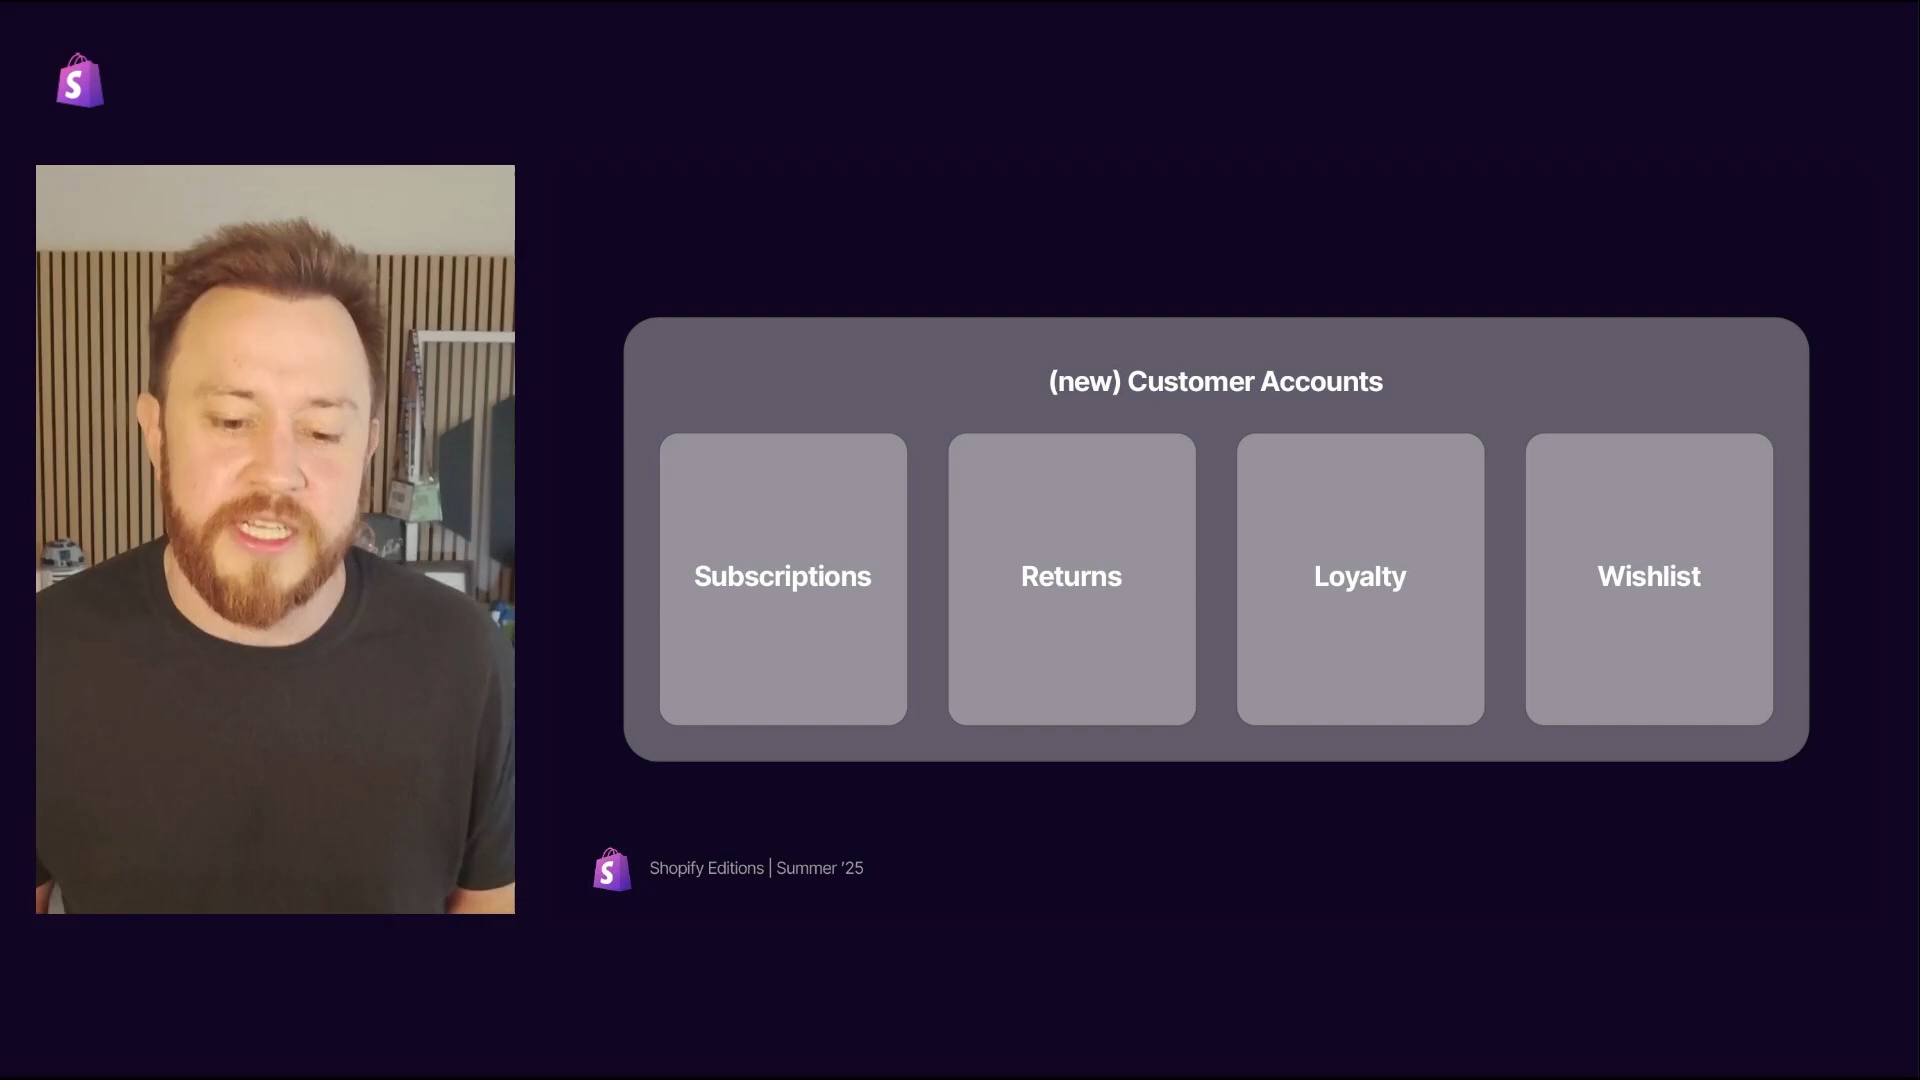 (new) Customer Accounts
Subscriptions
Returns
Loyalty
Wishlist
Shopify Editions | Summer ’25